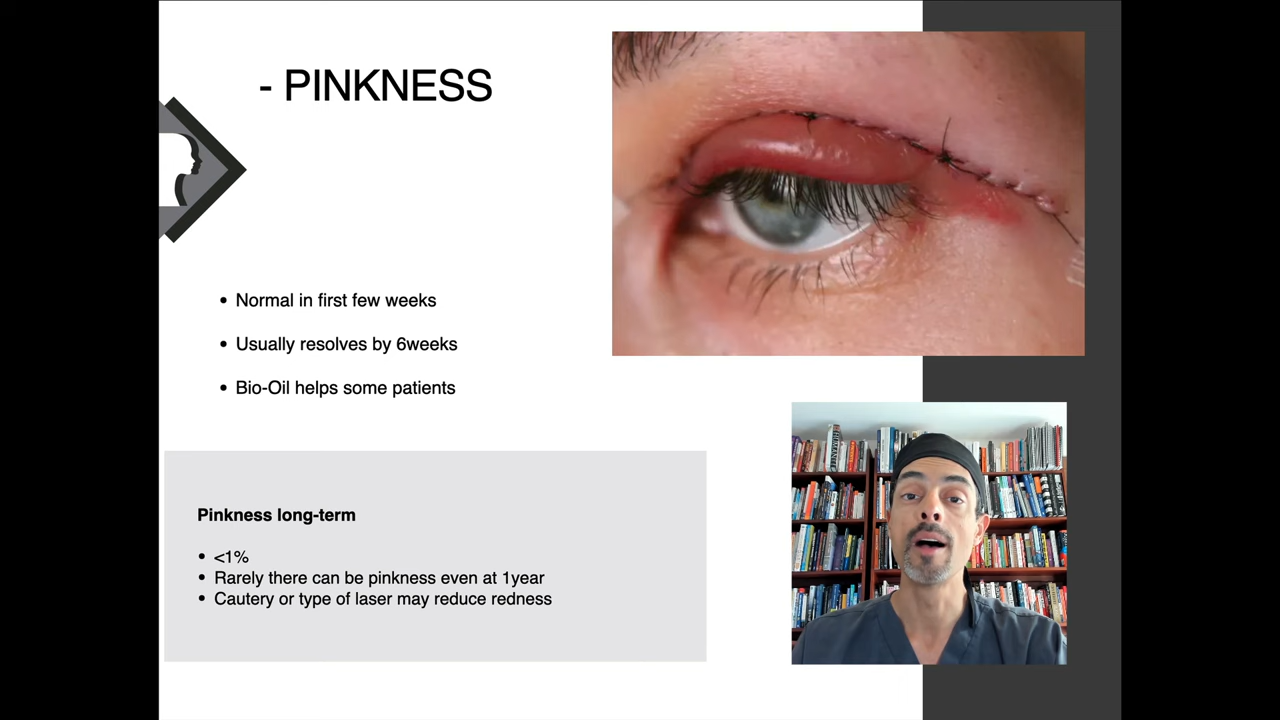 - PINKNESS
• Normal in first few weeks
• Usually resolves by 6weeks
• Bio-Oil helps some patients
Pinkness long-term
• <1%
• Rarely there can be pinkness even at 1year
• Cautery or type of laser may reduce redness